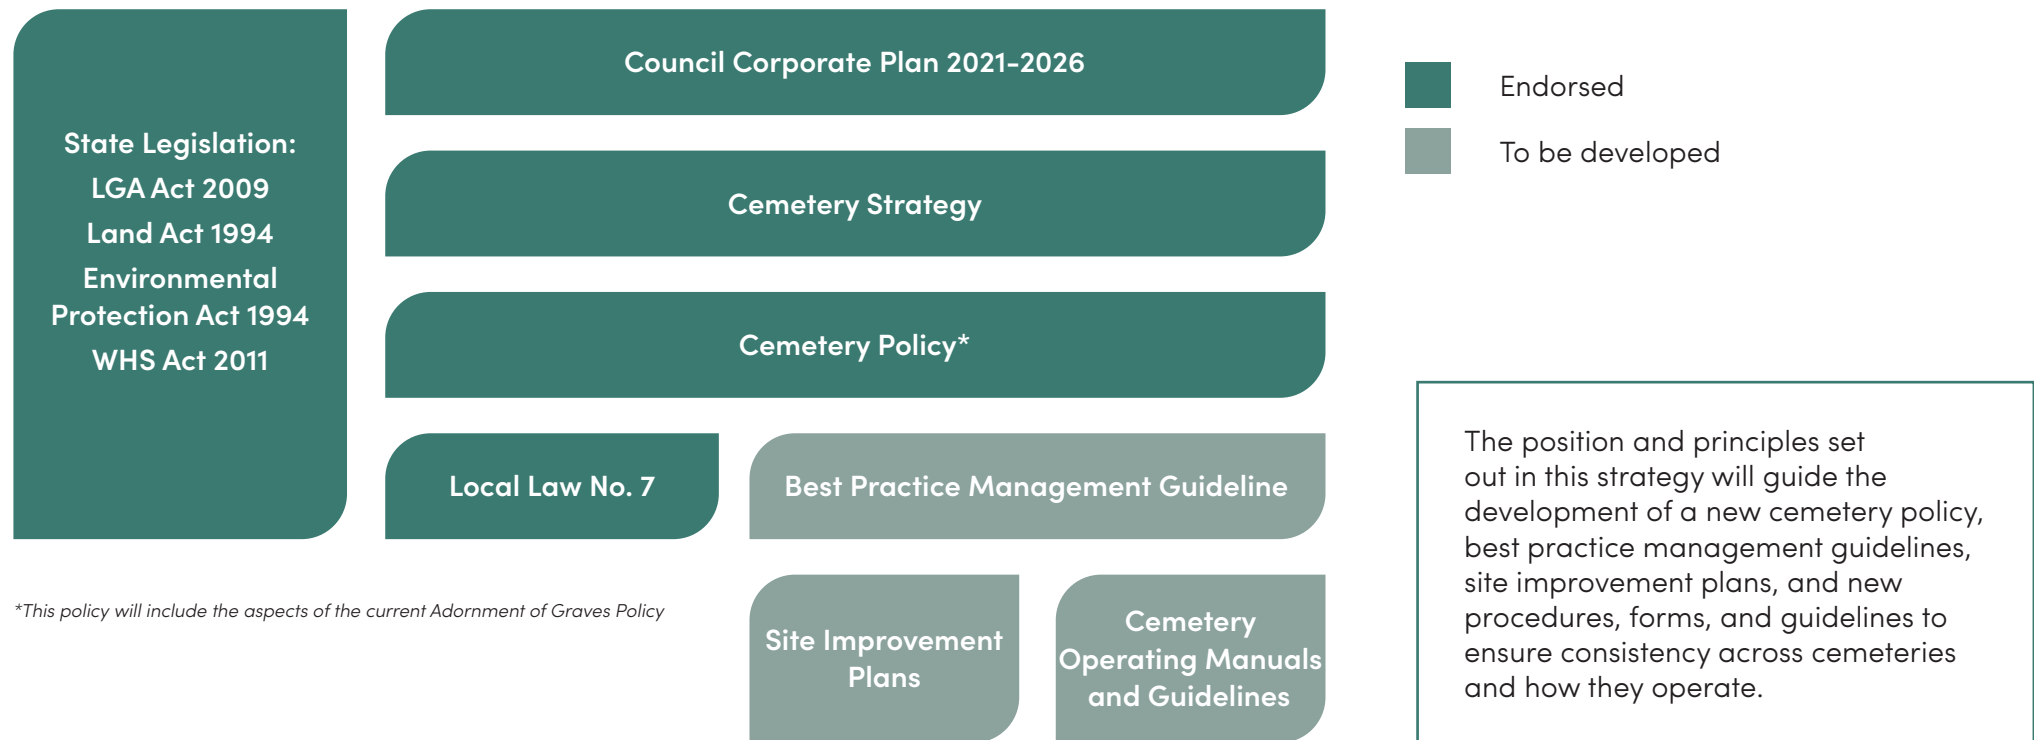 State Legislation:
LGA Act 2009
Land Act 1994
Environmental
Protection Act 1994
WHS Act 2011
Council Corporate Plan 2021-2026
Cemetery Strategy
Cemetery Policy*
Local Law No. 7
Best Practice Management Guideline
Site Improvement
Plans
Cemetery
Operating Manuals
and Guidelines
*This policy will include the aspects of the current Adornment of Graves Policy
Endorsed
To be developed
The position and principles set
out in this strategy will guide the
development of a new cemetery policy,
best practice management guidelines,
site improvement plans, and new
procedures, forms, and guidelines to
ensure consistency across cemeteries
and how they operate.